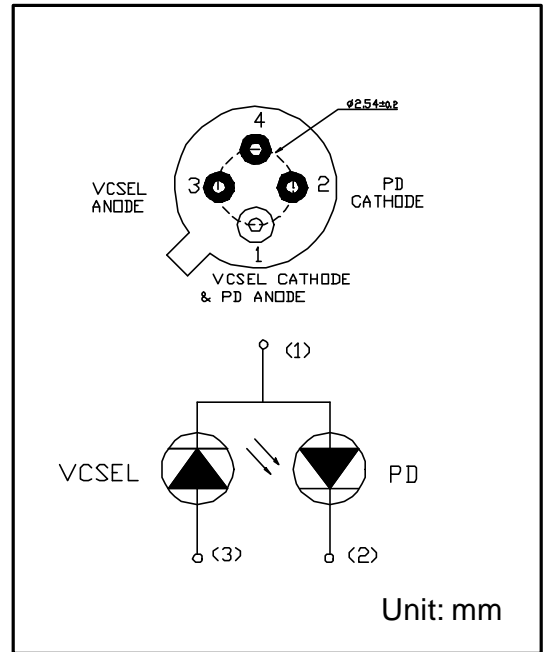 ø2.54±0.2
4
3
2
VCSEL
ANODE
PD
CATHODE
1
VCSEL CATHODE
& PD ANODE
(1)
VCSEL
PD
(3)
(2)
Unit: mm